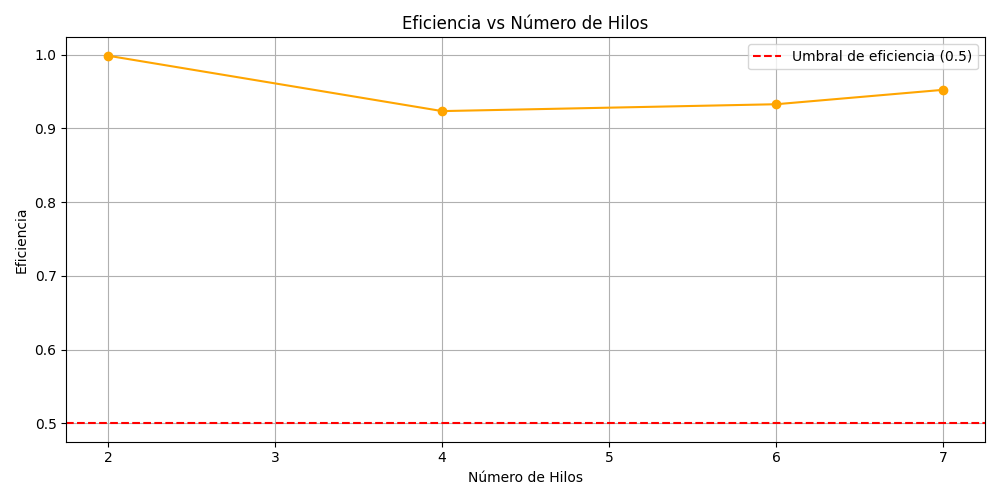 Eficiencia vs Número de Hilos
Umbral de eficiencia (0.5)
Eficiencia
1.0
0.9
0.8
0.7
0.6
0.5
2 3 4 5 6 7
Número de Hilos